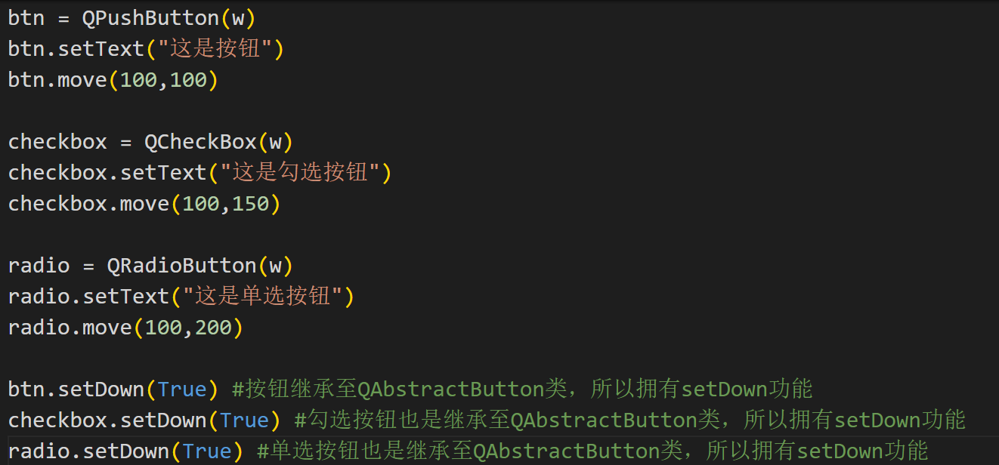 btn = QPushButton(w)
btn.setText("这是按钮")
btn.move(100,100)
checkbox = QCheckBox(w)
checkbox.setText("这是勾选按钮")
checkbox.move(100,150)
radio = QRadioButton(w)
radio.setText("这是单选按钮")
radio.move(100,200)
btn.setDown(True) #按钮继承至QAbstractButton类，所以拥有setDown功能
checkbox.setDown(True) #勾选按钮也是继承至QAbstractButton类，所以拥有setDown功能
radio.setDown(True) #单选按钮也是继承至QAbstractButton类，所以拥有setDown功能